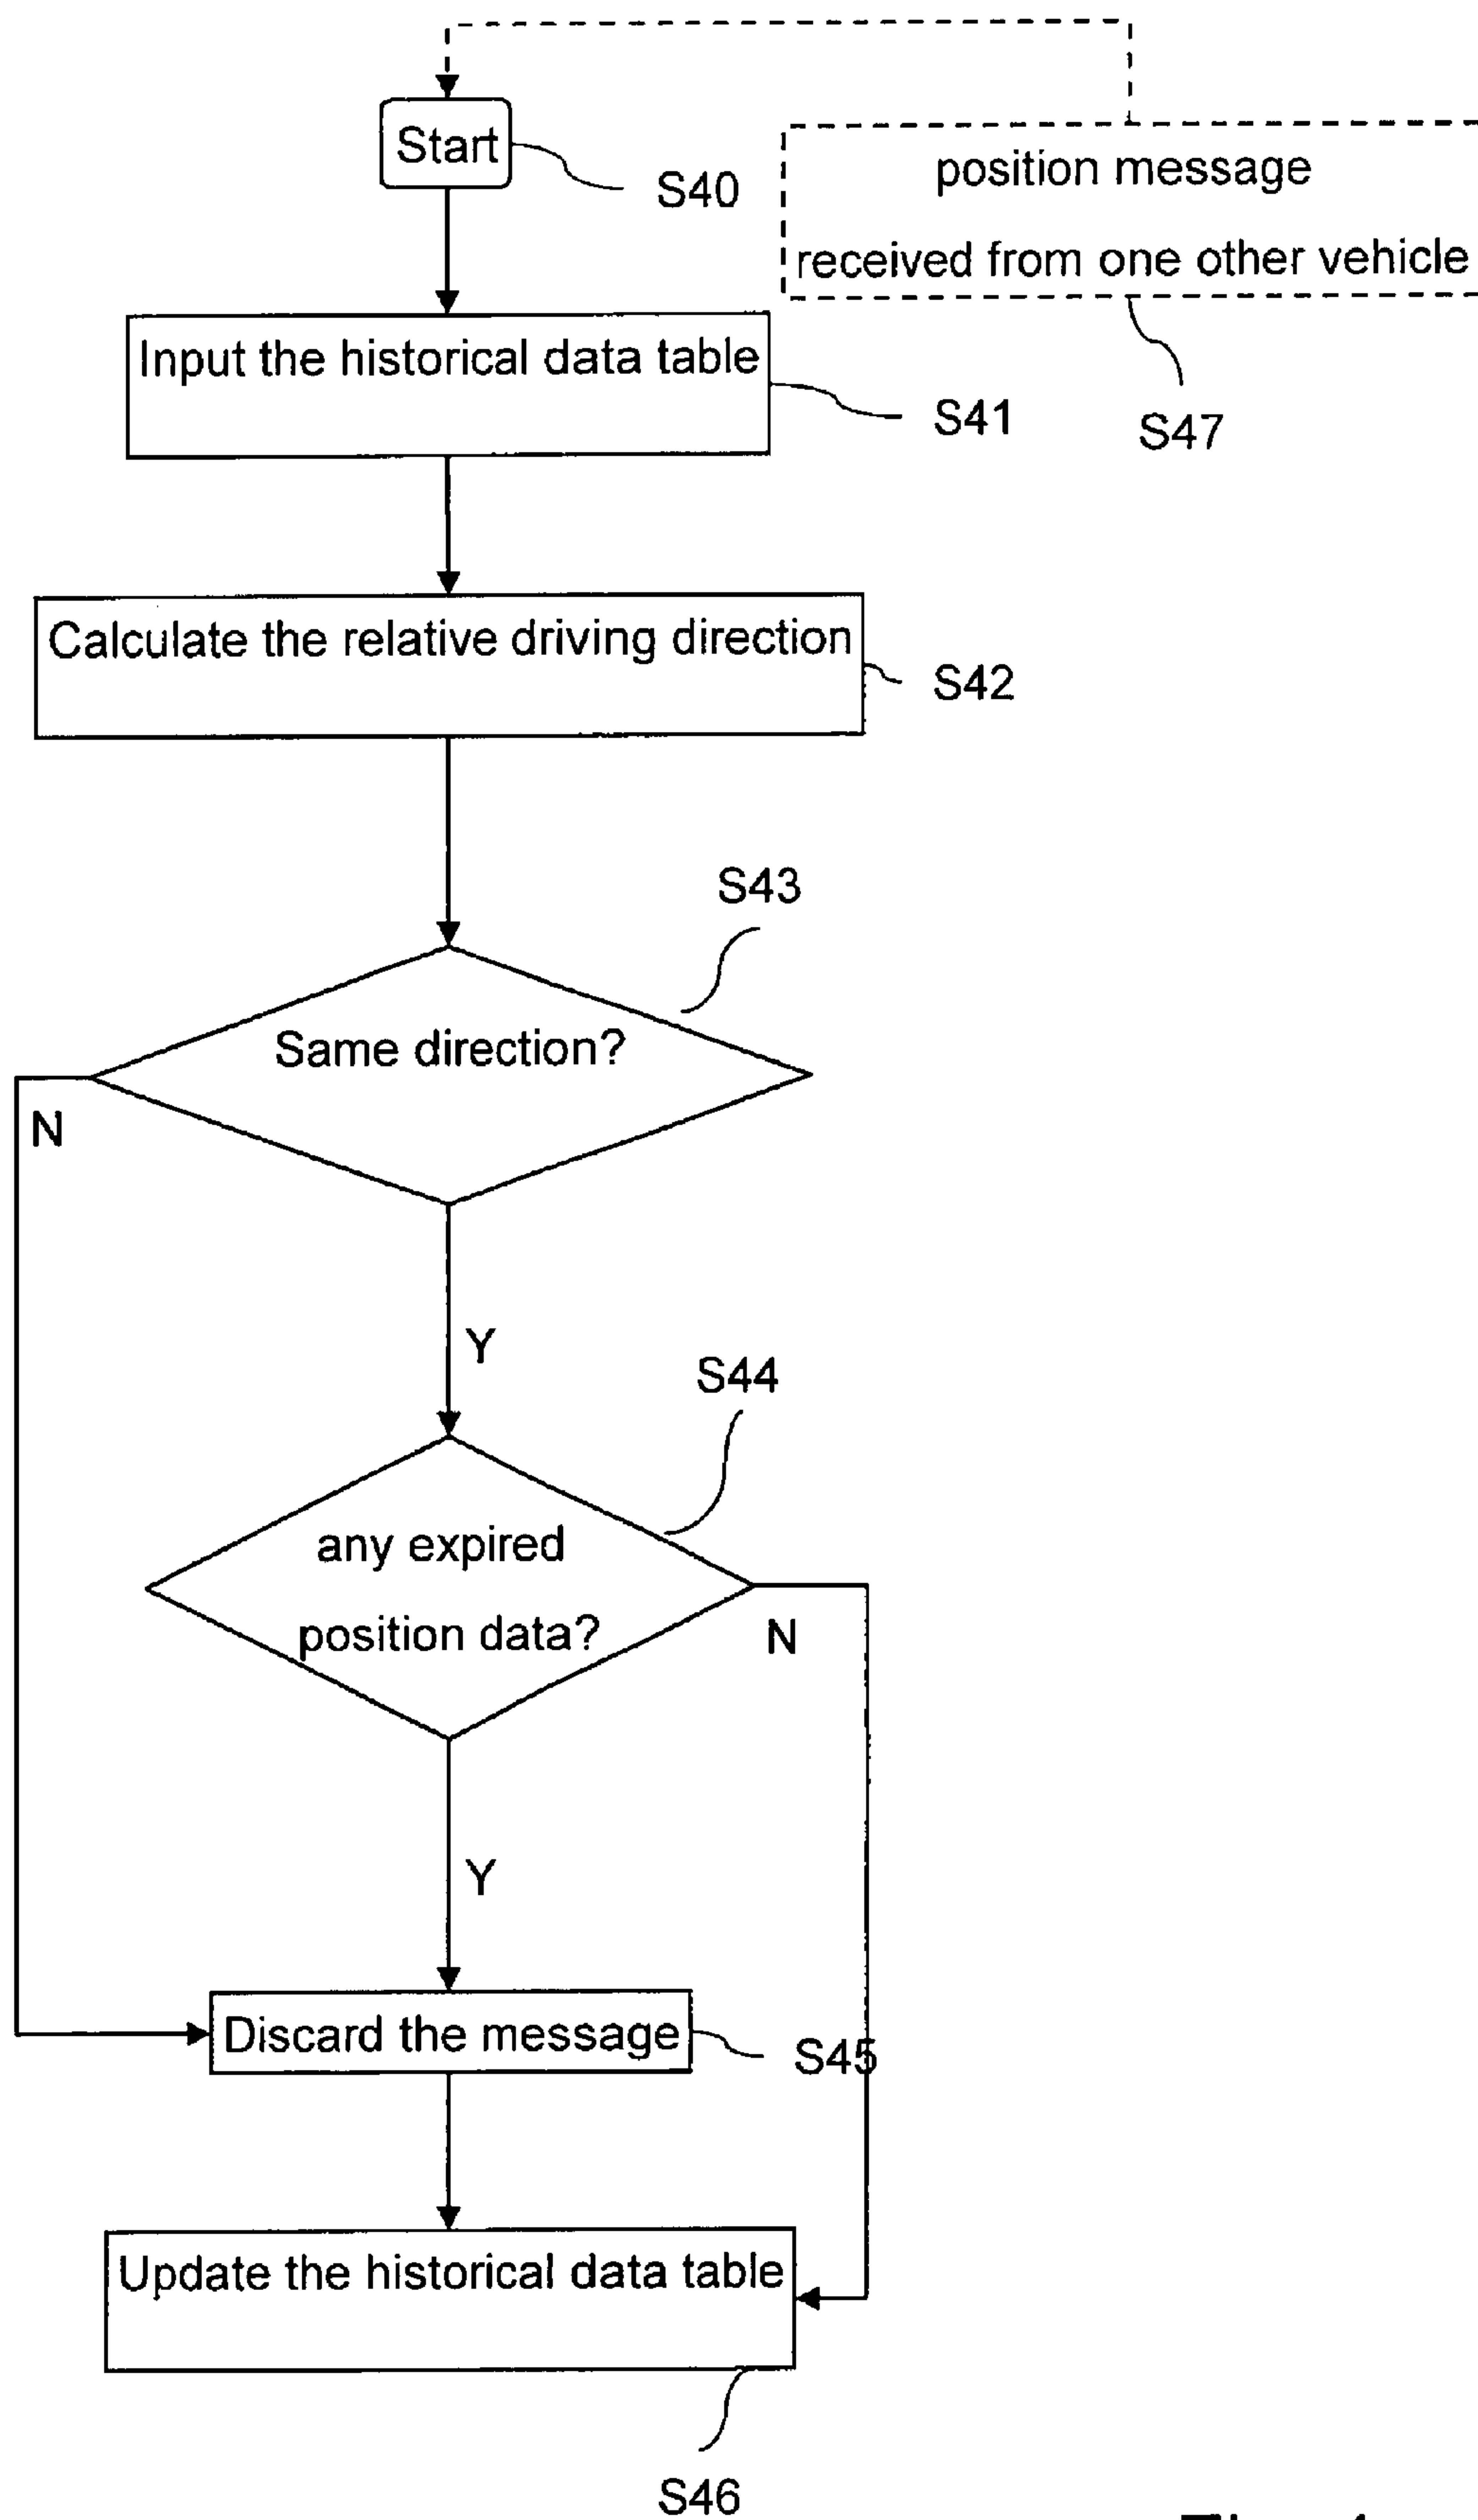 Start
S40
position message
received from one other vehicle
S47
Input the historical data table
S41
Calculate the relative driving direction
S42
S43
Same direction?
N
Y
S44
any expired
position data?
N
Y
Discard the message
S45
Update the historical data table
S46